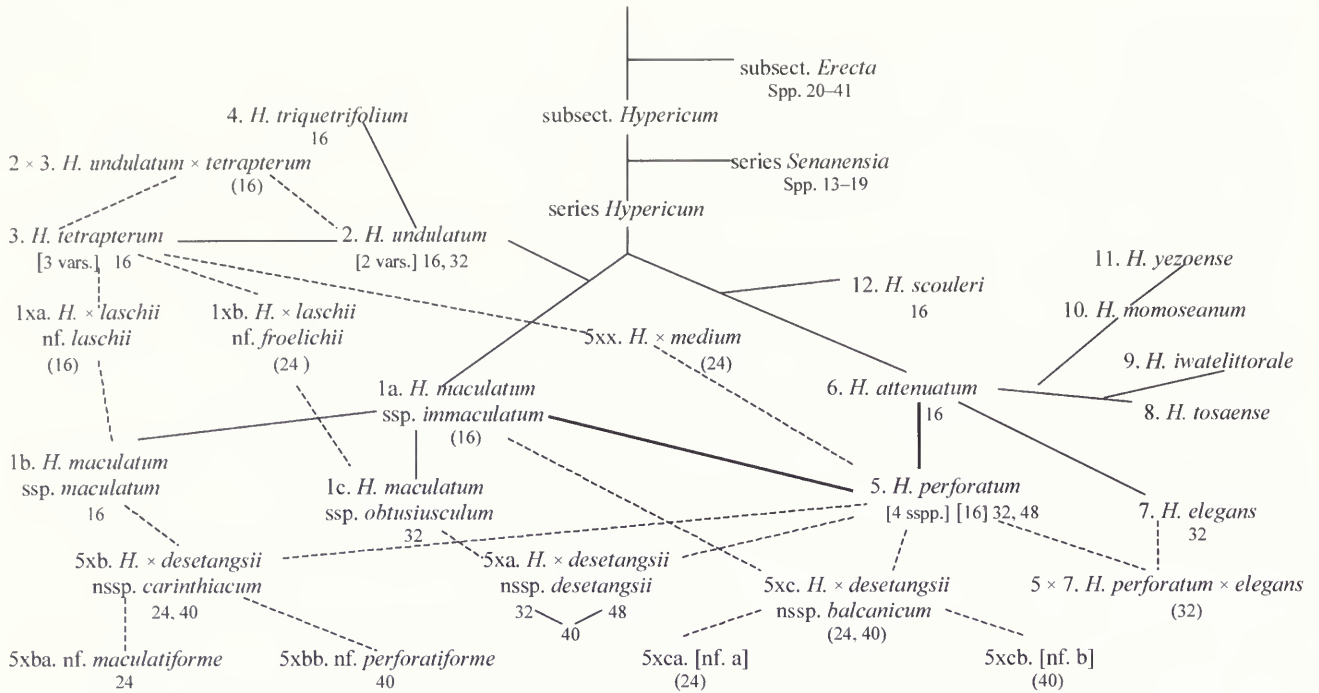 subsect. Erecta
Spp. 20–41
4. H. triquetrifolium
16
subsect. Hypericum
2 × 3. H. undulatum × tetrapterum
(16)
series Senanensia
Spp. 13–19
series Hypericum
3. H. tetrapterum
[3 vars.] 16
2. H. undulatum
[2 vars.] 16, 32
11. H. yezoense
12. H. scouleri
16
10. H. momoseanum
1xa. H. × laschii
nf. laschii
(16)
1xb. H. × laschii
nf. froelichii
(24 )
5xx. H. × medium
(24)
9. H. iwatelittorale
1a. H. maculatum
ssp. immaculatum
(16)
6. H. attenuatum
16
8. H. tosaense
1b. H. maculatum
ssp. maculatum
16
1c. H. maculatum
ssp. obtusiusculum
32
5. H. perforatum
[4 sspp.] [16] 32, 48
7. H. elegans
32
5xb. H. × desetangsii
nssp. carinthiacum
24, 40
5xa. H. × desetangsii
nssp. desetangsii
32 48
40
5xc. H. × desetangsii
nssp. balcanicum
(24, 40)
5 × 7. H. perforatum × elegans
(32)
5xba. nf. maculatiforme
24
5xbb. nf. perforatiforme
40
5xca. [nf. a]
(24)
5xcb. [nf. b]
(40)